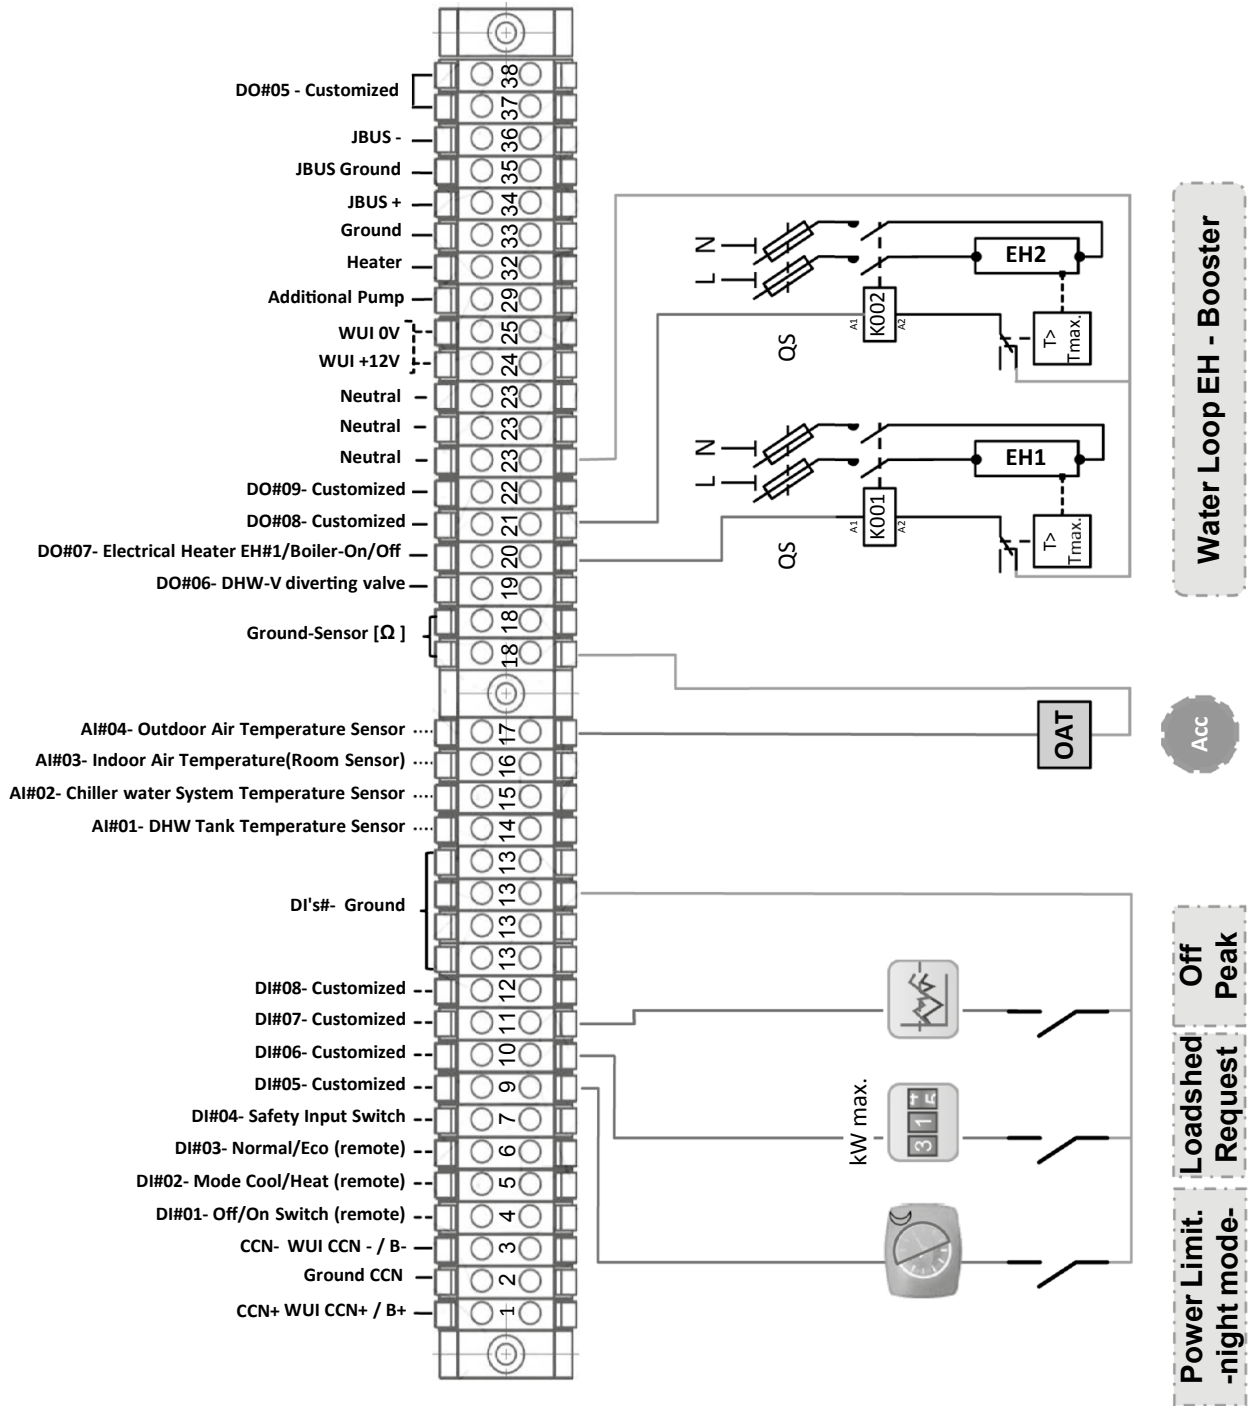 DO#05 - Customized
JBUS -
JBUS Ground
JBUS +
Ground
Heater
Additional Pump
WUI 0V
WUI +12V
Neutral
Neutral
Neutral
DO#09- Customized
DO#08- Customized
DO#07- Electrical Heater EH#1/Boiler-On/Off
DO#06- DHW-V diverting valve
Ground-Sensor [Ω ]
AI#04- Outdoor Air Temperature Sensor
AI#03- Indoor Air Temperature(Room Sensor)
AI#02- Chiller water System Temperature Sensor
AI#01- DHW Tank Temperature Sensor
DI's#- Ground
DI#08- Customized
DI#07- Customized
DI#06- Customized
DI#05- Customized
DI#04- Safety Input Switch
DI#03- Normal/Eco (remote)
DI#02- Mode Cool/Heat (remote)
DI#01- Off/On Switch (remote)
CCN- WUI CCN - / B-
Ground CCN
CCN+ WUI CCN+ / B+
38
37
36
35
34
33
32
29
25
24
23
23
23
22
21
20
19
18
18
17
16
15
14
13
13
13
13
12
11
10
9
7
6
5
4
3
2
1
N
L
QS
A1
K002
A2
EH2
T>
Tmax.
N
L
QS
A1
K001
A2
EH1
T>
Tmax.
Water Loop EH - Booster
OAT
Acc
Off
Peak
kW max.
3 1 5
Loadshed
Request
Power Limit.
-night mode-